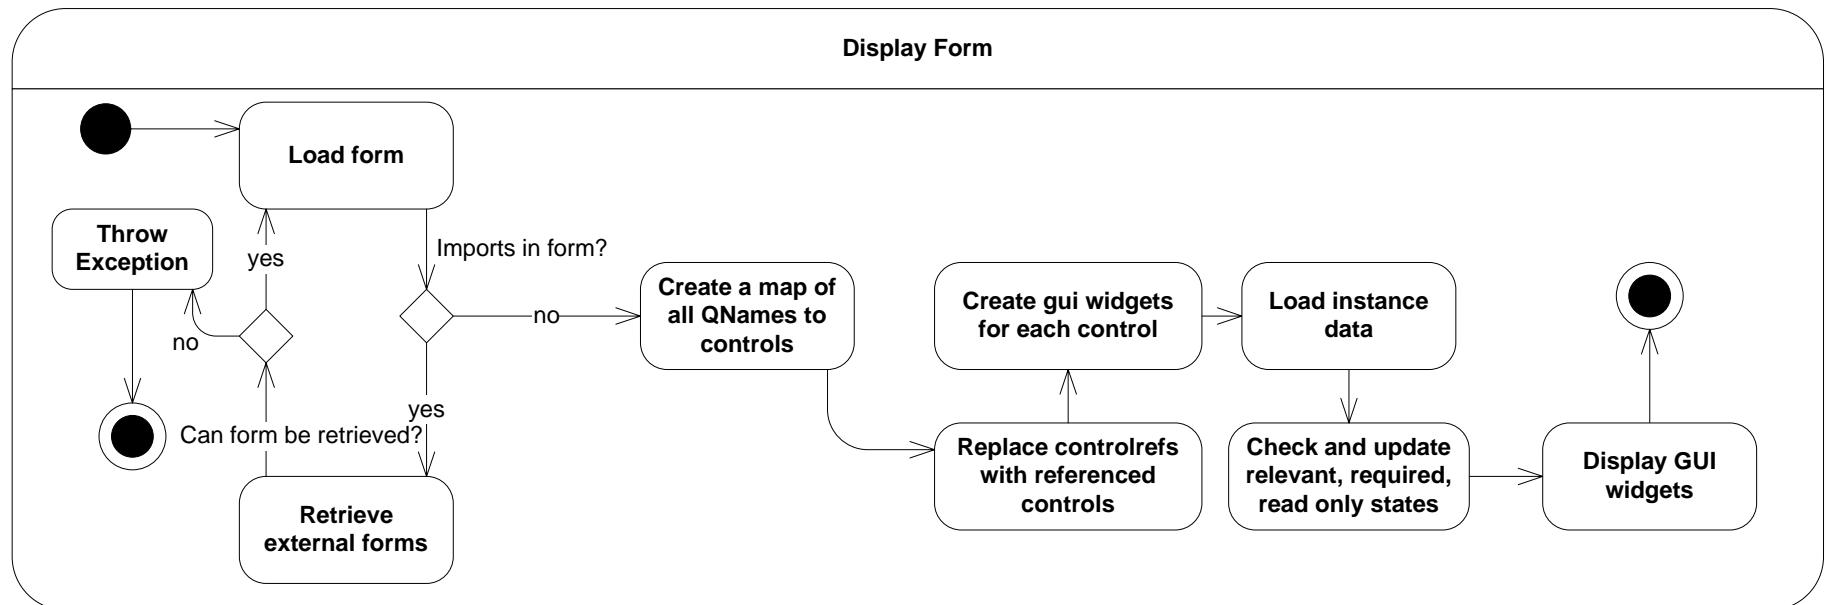 Display Form
Load form
Throw
Exception
yes
no
Imports in form?
no
yes
Can form be retrieved?
Retrieve
external forms
Create a map of
all QNames to
controls
Replace controlrefs
with referenced
controls
Create gui widgets
for each control
Load instance
data
Check and update
relevant, required,
read only states
Display GUI
widgets